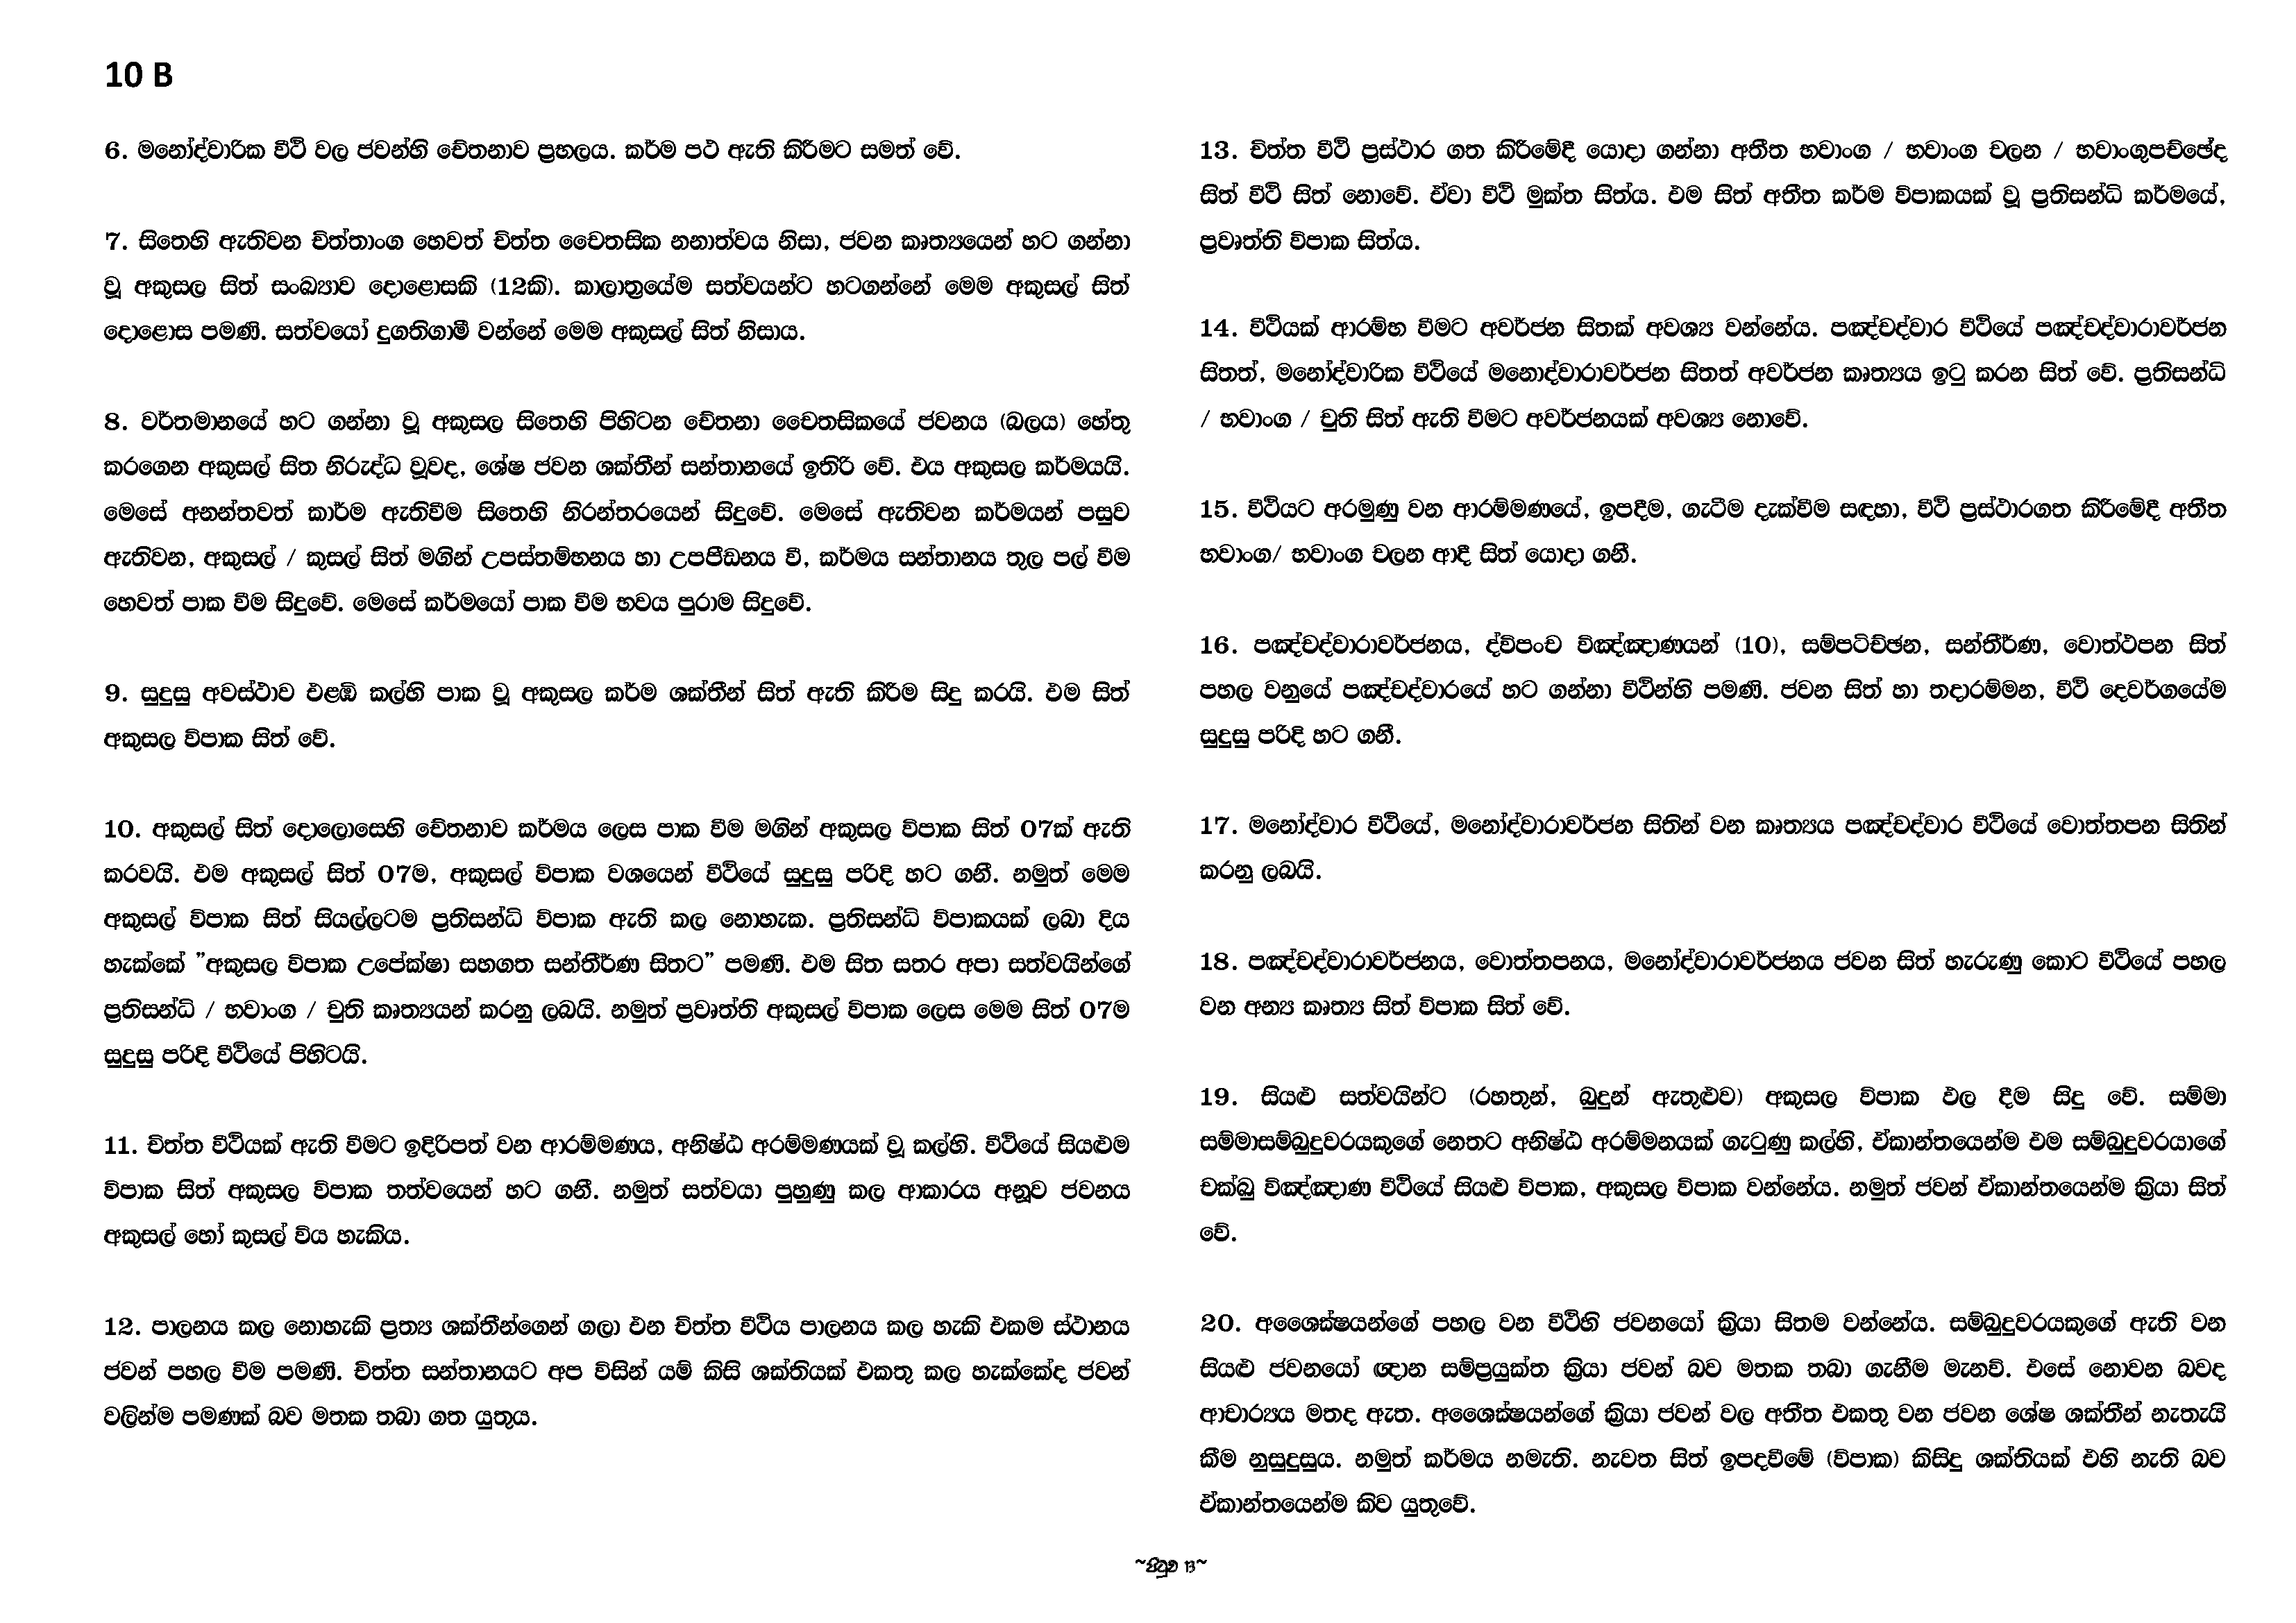 10 B
6. මනෝද්වාරික වීථි වල ජවන්හි චේතනාව ප්‍රභලය. කර්ම පථ ඇති කිරීමට සමත් වේ.
7. සිතෙහි ඇතිවන චිත්තාංග හෙවත් චිත්ත චෛතසික නනාත්වය නිසා, ජවන කෘත්‍යයෙන් හට ගන්නා
වූ අකුසල සිත් සංඛ්‍යාව දොළොසකි (12කි). කාලාත්‍රයේම සත්වයන්ට හටගන්නේ මෙම අකුසල් සිත්
දොළොස පමණි. සත්වයෝ දුගතිගාමී වන්නේ මෙම අකුසල් සිත් නිසාය.
8. වර්තමානයේ හට ගන්නා වූ අකුසල සිතෙහි පිහිටන චේතනා චෛතසිකයේ ජවනය (බලය) හේතු
කරගෙන අකුසල් සිත නිරුද්ධ වූවද, ශේෂ ජවන ශක්තීන් සන්තානයේ ඉතිරි වේ. එය අකුසල කර්මයයි.
මෙසේ අනන්තවත් කාර්ම ඇතිවීම සිතෙහි නිරන්තරයෙන් සිදුවේ. මෙසේ ඇතිවන කර්මයන් පසුව
ඇතිවන, අකුසල් / කුසල් සිත් මගින් උපස්තම්භනය හා උපපීඩනය වී, කර්මය සන්තානය තුල පල් වීම
හෙවත් පාක වීම සිදුවේ. මෙසේ කර්මයෝ පාක වීම භවය පුරාම සිදුවේ.
9. සුදුසු අවස්ථාව එළඹි කල්හි පාක වූ අකුසල කර්ම ශක්තීන් සිත් ඇති කිරීම සිදු කරයි. එම සිත්
අකුසල විපාක සිත් වේ.
10. අකුසල් සිත් දොලොසෙහි චේතනාව කර්මය ලෙස පාක වීම මගින් අකුසල විපාක සිත් 07ක් ඇති
කරවයි. එම අකුසල් සිත් 07ම, අකුසල් විපාක වශයෙන් වීථියේ සුදුසු පරිදි හට ගනී. නමුත් මෙම
අකුසල් විපාක සිත් සියල්ලටම ප්‍රතිසන්ධි විපාක ඇති කල නොහැක. ප්‍රතිසන්ධි විපාකයක් ලබා දිය
හැක්කේ ”අකුසල විපාක උපේක්ෂා සහගත සන්තීර්ණ සිතට” පමණි. එම සිත සතර අපා සත්වයින්ගේ
ප්‍රතිසන්ධි / භවාංග / චුති කෘත්‍යයන් කරනු ලබයි. නමුත් ප්‍රවෘත්ති අකුසල් විපාක ලෙස මෙම සිත් 07ම
සුදුසු පරිදි වීථියේ පිහිටයි.
11. චිත්ත වීථියක් ඇති වීමට ඉදිරිපත් වන ආරම්මණය, අනිෂ්ඨ අරම්මණයක් වූ කල්හි. වීථියේ සියළුම
විපාක සිත් අකුසල විපාක තත්වයෙන් හට ගනී. නමුත් සත්වයා පුහුණු කල ආකාරය අනූව ජවනය
අකුසල් හෝ කුසල් විය හැකිය.
12. පාලනය කල නොහැකි ප්‍රත්‍ය ශක්තීන්ගෙන් ගලා එන චිත්ත වීථිය පාලනය කල හැකි එකම ස්ථානය
ජවන් පහල වීම පමණි. චිත්ත සන්තානයට අප විසින් යම් කිසි ශක්තියක් එකතු කල හැක්කේද ජවන්
වලින්ම පමණක් බව මතක තබා ගත යුතුය.
13. චිත්ත වීථි ප්‍රස්ථාර ගත කිරීමේදී යොදා ගන්නා අතීත භවාංග / භවාංග චලන / භවාංගුපච්ඡේද
සිත් වීථි සිත් නොවේ. ඒවා වීථි මුක්ත සිත්ය. එම සිත් අතීත කර්ම විපාකයක් වූ ප්‍රතිසන්ධි කර්මයේ,
ප්‍රවෘත්ති විපාක සිත්ය.
14. වීථියක් ආරම්භ වීමට අවර්ජන සිතක් අවශ්‍ය වන්නේය. පඤ්චද්වාර වීථියේ පඤ්චද්වාරාවර්ජන
සිතත්, මනෝද්වාරික වීථියේ මනොද්වාරාවර්ජන සිතත් අවර්ජන කෘත්‍යය ඉටු කරන සිත් වේ. ප්‍රතිසන්ධි
/ භවාංග / චුති සිත් ඇති වීමට අවර්ජනයක් අවශ්‍ය නොවේ.
15. වීථියට අරමුණු වන ආරම්මණයේ, ඉපදීම, ගැටීම දැක්වීම සඳහා, වීථි ප්‍රස්ථාරගත කිරීමේදී අතීත
භවාංග/ භවාංග චලන ආදී සිත් යොදා ගනී.
16. පඤ්චද්වාරාවර්ජනය, ද්විපංච විඤ්ඤාණයන් (10), සම්පටිච්ඡන, සන්තීර්ණ, වොත්ථපන සිත්
පහල වනුයේ පඤ්චද්වාරයේ හට ගන්නා වීථින්හි පමණි. ජවන සිත් හා තදාරම්මන, වීථි දෙවර්ගයේම
සුදුසු පරිදි හට ගනී.
17. මනෝද්වාර වීථියේ, මනෝද්වාරාවර්ජන සිතින් වන කෘත්‍යය පඤ්චද්වාර වීථියේ වොත්තපන සිතින්
කරනු ලබයි.
18. පඤ්චද්වාරාවර්ජනය, වොත්තපනය, මනෝද්වාරාවර්ජනය ජවන සිත් හැරුණු කොට වීථියේ පහල
වන අන්‍ය කෘත්‍ය සිත් විපාක සිත් වේ.
19. සියළු සත්වයින්ට (රහතුන්, බුදුන් ඇතුළුව) අකුසල විපාක ඵල දීම සිදු වේ. සම්මා
සම්මාසම්බුදුවරයකුගේ නෙතට අනිෂ්ඨ අරම්මනයක් ගැටුණු කල්හි, ඒකාන්තයෙන්ම එම සම්බුදුවරයාගේ
චක්ඛු විඤ්ඤාණ වීථියේ සියළු විපාක, අකුසල විපාක වන්නේය. නමුත් ජවන් ඒකාන්තයෙන්ම ක්‍රියා සිත්
වේ.
20. අශෛක්ෂයන්ගේ පහල වන වීථිහි ජවනයෝ ක්‍රියා සිතම වන්නේය. සම්බුදුවරයකුගේ ඇති වන
සියළු ජවනයෝ ඥාන සම්ප්‍රයුක්ත ක්‍රියා ජවන් බව මතක තබා ගැනීම මැනවි. එසේ නොවන බවද
ආචාර්‍යය මතද ඇත. අශෛක්ෂයන්ගේ ක්‍රියා ජවන් වල අතීත එකතු වන ජවන ශේෂ ශක්තීන් නැතැයි
කීම නුසුදුසුය. නමුත් කර්මය නමැති. නැවත සිත් ඉපදවීමේ (විපාක) කිසිදු ශක්තියක් එහි නැති බව
ඒකාන්තයෙන්ම කිව යුතුවේ.